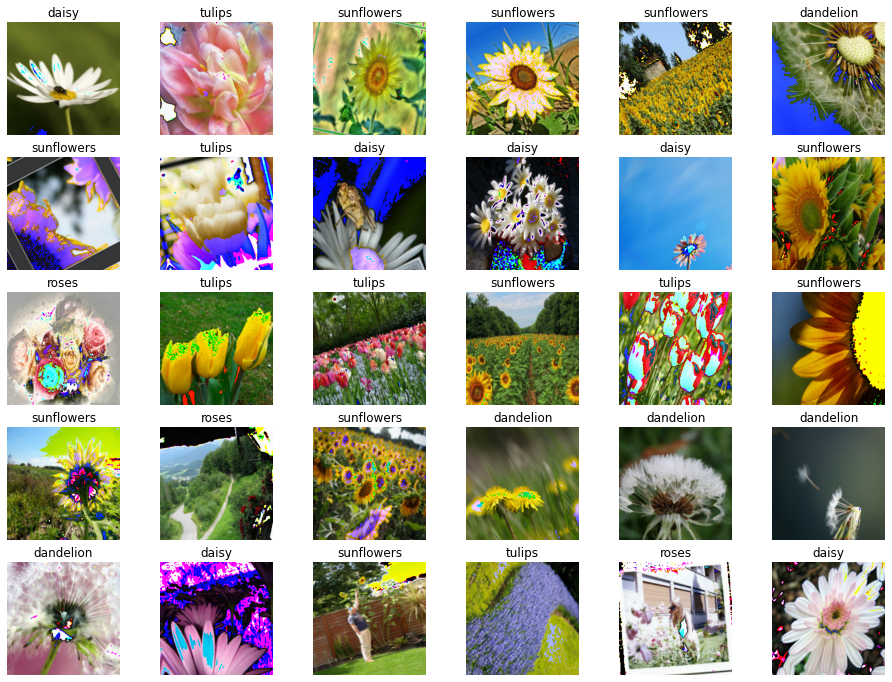 daisy tulips sunflowers sunflowers sunflowers dandelion
sunflowers tulips daisy daisy daisy sunflowers
roses tulips tulips sunflowers tulips sunflowers
sunflowers roses sunflowers dandelion dandelion dandelion
dandelion daisy sunflowers tulips roses daisy